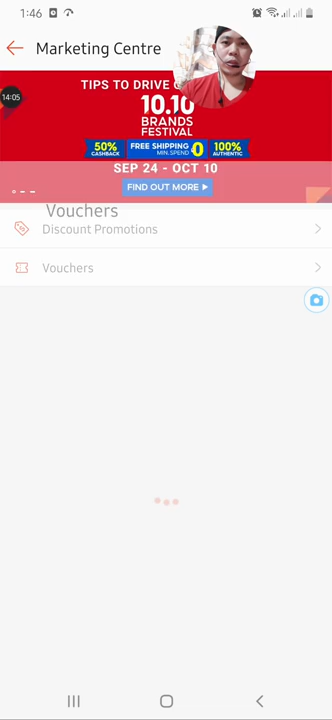 1:46
Marketing Centre
TIPS TO DRIVE
14:05
10.10
BRANDS
FESTIVAL
50% CASHBACK FREE SHIPPING MIN. SPEND 0 100% AUTHENTIC
SEP 24 - OCT 10
FIND OUT MORE
Vouchers
Discount Promotions
Vouchers